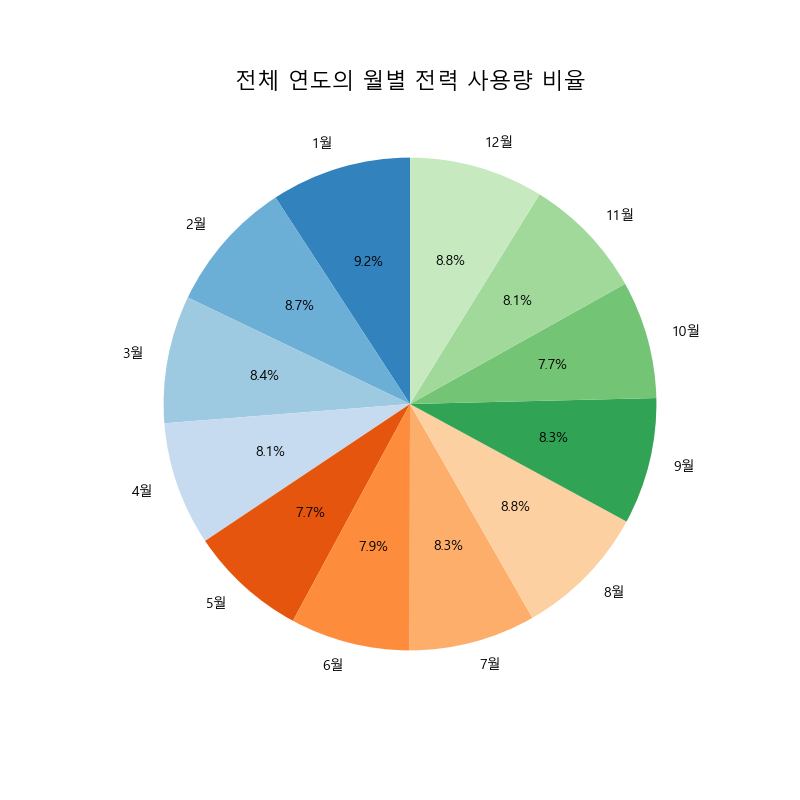 전체 연도의 월별 전력 사용량 비율
1월
9.2%
2월
8.7%
3월
8.4%
4월
8.1%
5월
7.7%
6월
7.9%
7월
8.3%
8월
8.8%
9월
8.3%
10월
7.7%
11월
8.1%
12월
8.8%